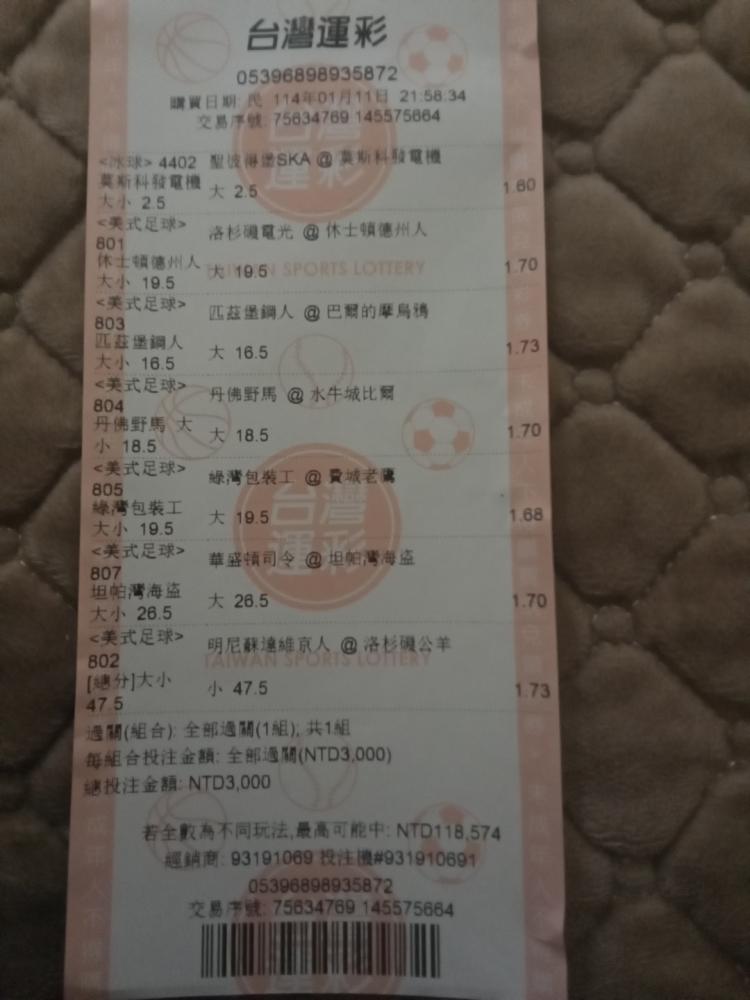 台灣運彩
05396898935872
購買日期: 民 114年01月11日 21:58:34
交易序號: 75634769 145575664
<冰球> 4402 聖彼得堡SKA @ 莫斯科發電機
莫斯科發電機
大小 2.5 大 2.5 1.60
<美式足球>
801 洛杉磯電光 @ 休士頓德州人
休士頓德州人
大小 19.5 大 19.5 1.70
TAIWAN SPORTS LOTTERY
<美式足球>
803 匹茲堡鋼人 @ 巴爾的摩烏鴉
匹茲堡鋼人
大小 16.5 大 16.5 1.73
<美式足球>
804 丹佛野馬 @ 水牛城比爾
丹佛野馬 大
小 18.5 大 18.5 1.70
<美式足球>
805 綠灣包裝工 @ 費城老鷹
綠灣包裝工
大小 19.5 大 19.5 1.68
台灣
運彩
<美式足球>
807 華盛頓司令 @ 坦帕灣海盜
坦帕灣海盜
大小 26.5 大 26.5 1.70
<美式足球>
802 明尼蘇達維京人 @ 洛杉磯公羊
TAIWAN SPORTS LOTTERY
[總分]大小
47.5 小 47.5 1.73
過關(組合): 全部過關(1組); 共1組
每組合投注金額: 全部過關(NTD3,000)
總投注金額: NTD3,000
若全數為不同玩法,最高可能中: NTD118,574
經銷商: 93191069 投注機#931910691
05396898935872
交易序號: 75634769 145575664